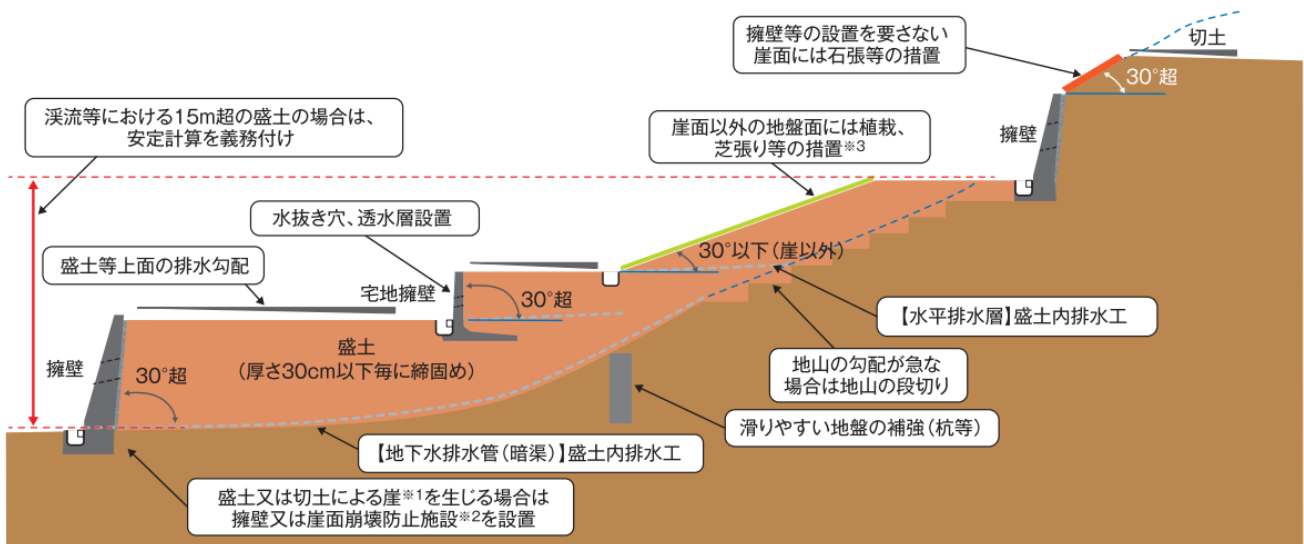 擁壁等の設置を要さない
崖面には石張等の措置
切土
30°超
渓流等における15m超の盛土の場合は、
安定計算を義務付け
崖面以外の地盤面には植栽、
芝張り等の措置※3
擁壁
水抜き穴、透水層設置
盛土等上面の排水勾配
30°以下（崖以外）
宅地擁壁
30°超
【水平排水層】盛土内排水工
盛土
（厚さ30cm以下毎に締固め）
擁壁
30°超
地山の勾配が急な
場合は地山の段切り
滑りやすい地盤の補強（杭等）
【地下水排水管（暗渠）】盛土内排水工
盛土又は切土による崖※1を生じる場合は
擁壁又は崖面崩壊防止施設※2を設置